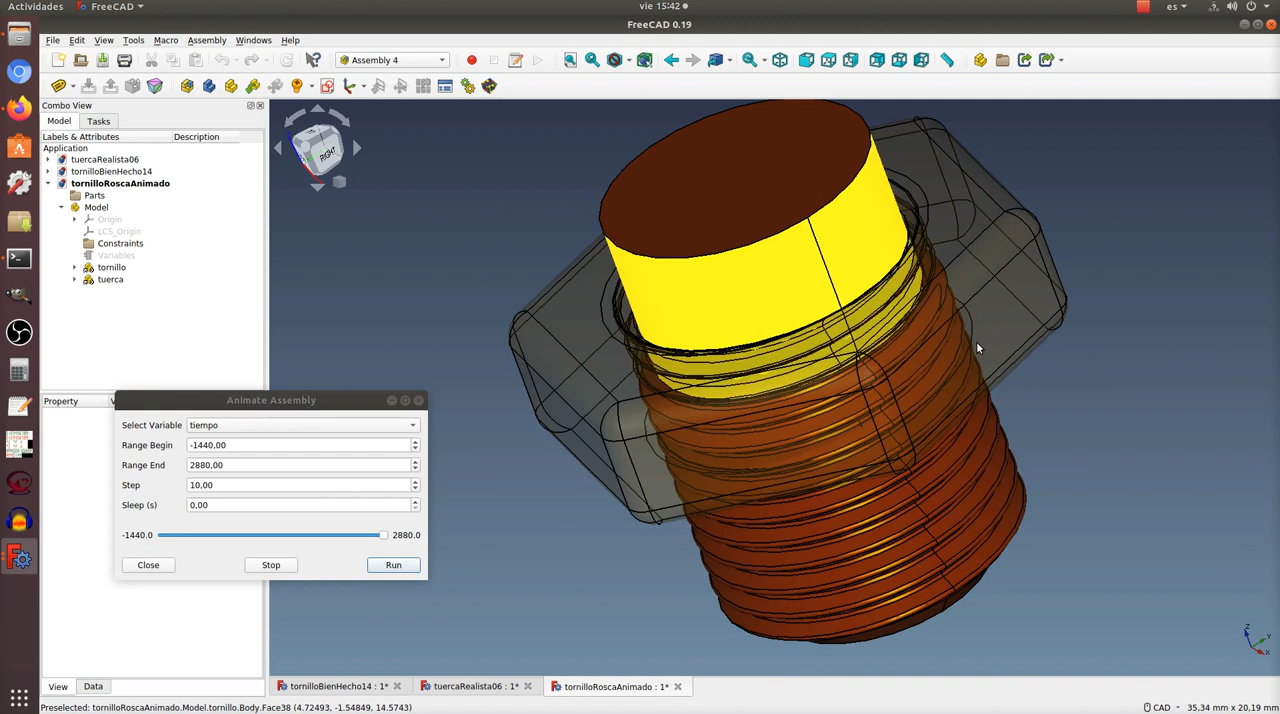 Actividades FreeCAD vie 15:42 es
FreeCAD 0.19
File Edit View Tools Macro Assembly Windows Help
Assembly 4
Combo View
Model Tasks
Labels & Attributes Description
Application
tuercaRealista06
tornilloBienHecho14
tornilloRoscaAnimado
Parts
Model
Origin
LCS_Origin
Constraints
Variables
tornillo
tuerca
RIGHT
Property
Animate Assembly
Select Variable tiempo
Range Begin -1440,00
Range End 2880,00
Step 10,00
Sleep (s) 0,00
-1440.0 2880.0
Close Stop Run
Z
Y
X
View Data
tornilloBienHecho14 : 1* tuercaRealista06 : 1* tornilloRoscaAnimado : 1*
Preselected: tornilloRoscaAnimado.Model.tornillo.Body.Face38 (4.72493, -1.54849, 14.5743) CAD 35,34 mm x 20,19 mm